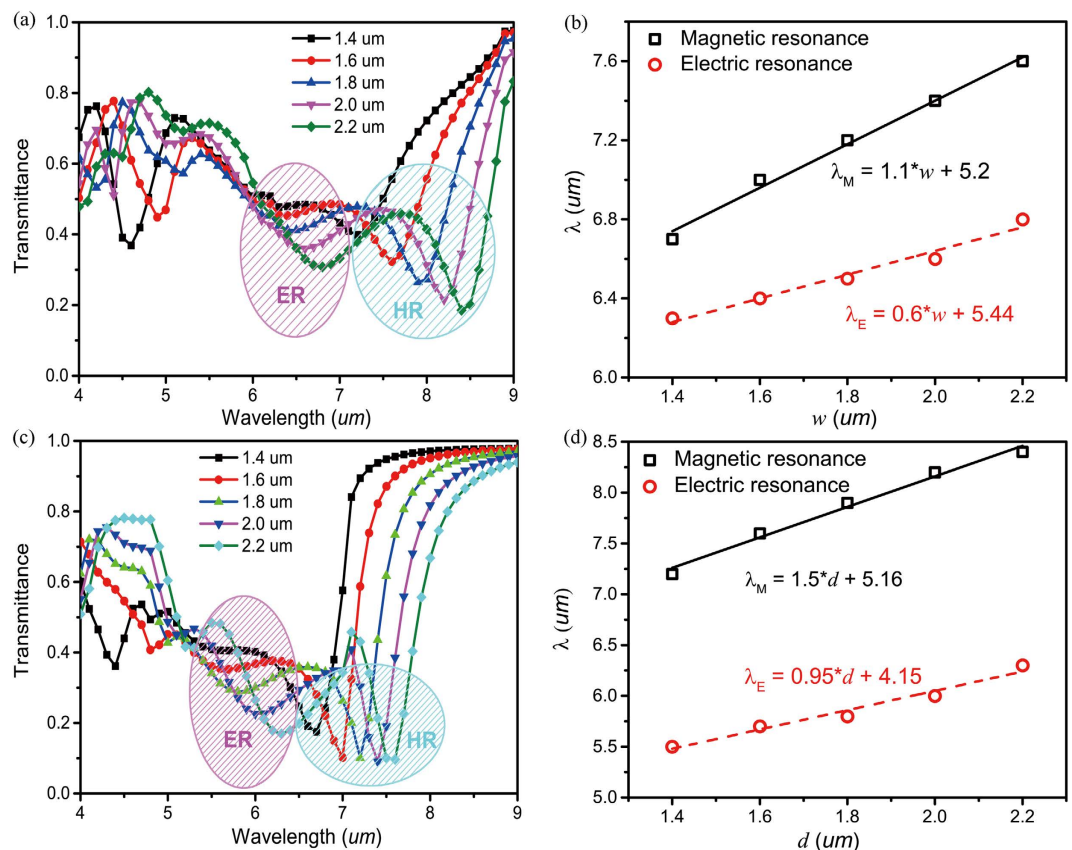 (a)
1.0
0.8
0.6
0.4
0.2
0.0
Transmittance
1.4 um
1.6 um
1.8 um
2.0 um
2.2 um
ER
HR
4 5 6 7 8 9
Wavelength (um)
(b)
7.6
7.2
6.8
6.4
6.0
λ (um)
Magnetic resonance
Electric resonance
λM = 1.1*w + 5.2
λE = 0.6*w + 5.44
1.4 1.6 1.8 2.0 2.2
w (um)
(c)
1.0
0.8
0.6
0.4
0.2
0.0
Transmittance
1.4 um
1.6 um
1.8 um
2.0 um
2.2 um
ER
HR
4 5 6 7 8 9
Wavelength (um)
(d)
8.5
8.0
7.5
7.0
6.5
6.0
5.5
5.0
λ (um)
Magnetic resonance
Electric resonance
λM = 1.5*d + 5.16
λE = 0.95*d + 4.15
1.4 1.6 1.8 2.0 2.2
d (um)